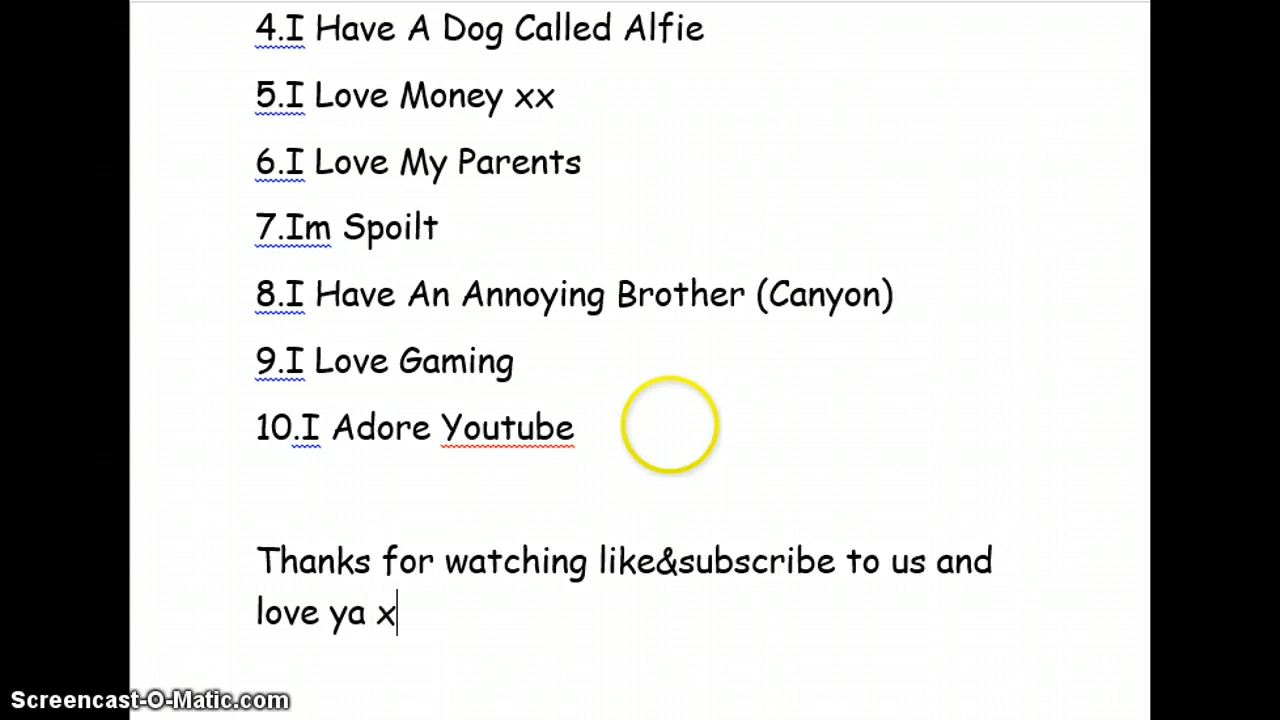 4.I Have A Dog Called Alfie
5.I Love Money xx
6.I Love My Parents
7.Im Spoilt
8.I Have An Annoying Brother (Canyon)
9.I Love Gaming
10.I Adore Youtube
Thanks for watching like&subscribe to us and
love ya x
Screencast-O-Matic.com